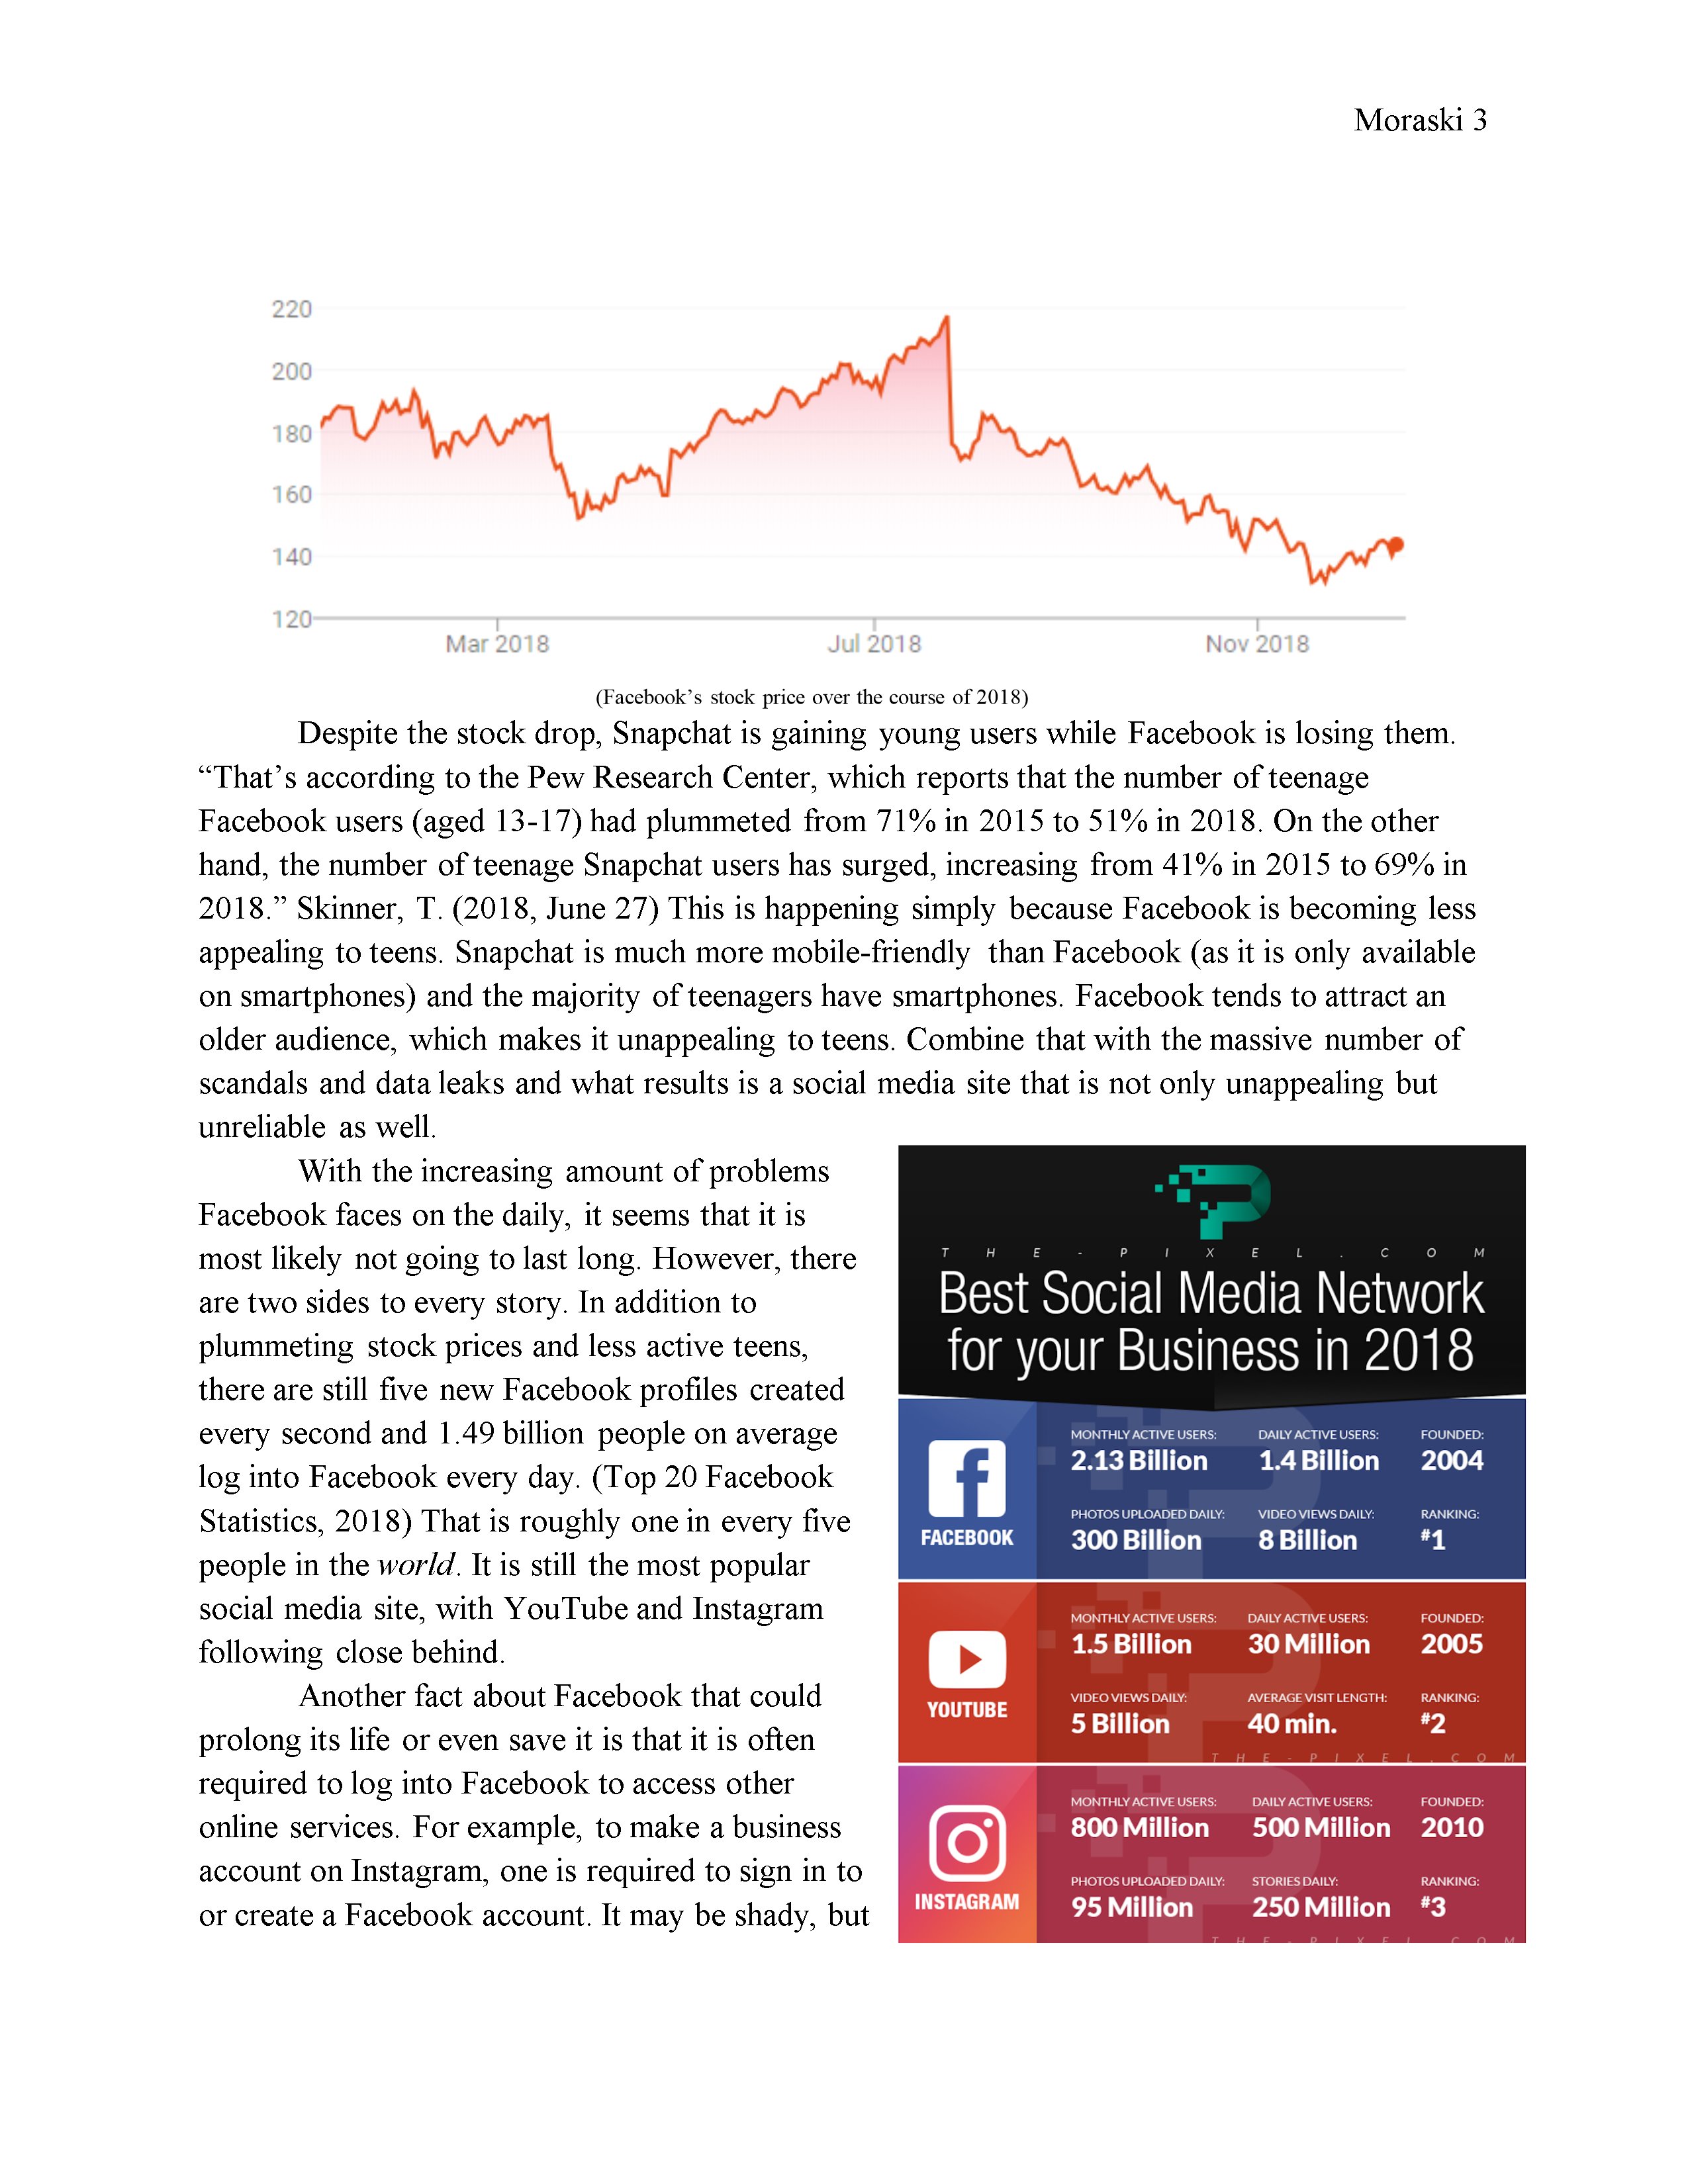 Moraski 3
220
200
180
160
140
120
Mar 2018 Jul 2018 Nov 2018
(Facebook’s stock price over the course of 2018)
Despite the stock drop, Snapchat is gaining young users while Facebook is losing them.
“That’s according to the Pew Research Center, which reports that the number of teenage
Facebook users (aged 13-17) had plummeted from 71% in 2015 to 51% in 2018. On the other
hand, the number of teenage Snapchat users has surged, increasing from 41% in 2015 to 69% in
2018.” Skinner, T. (2018, June 27) This is happening simply because Facebook is becoming less
appealing to teens. Snapchat is much more mobile-friendly than Facebook (as it is only available
on smartphones) and the majority of teenagers have smartphones. Facebook tends to attract an
older audience, which makes it unappealing to teens. Combine that with the massive number of
scandals and data leaks and what results is a social media site that is not only unappealing but
unreliable as well.
With the increasing amount of problems
Facebook faces on the daily, it seems that it is
most likely not going to last long. However, there
are two sides to every story. In addition to
plummeting stock prices and less active teens,
there are still five new Facebook profiles created
every second and 1.49 billion people on average
log into Facebook every day. (Top 20 Facebook
Statistics, 2018) That is roughly one in every five
people in the world. It is still the most popular
social media site, with YouTube and Instagram
following close behind.
Another fact about Facebook that could
prolong its life or even save it is that it is often
required to log into Facebook to access other
online services. For example, to make a business
account on Instagram, one is required to sign in to
or create a Facebook account. It may be shady, but
THE-PIXEL.COM
Best Social Media Network
for your Business in 2018
FACEBOOK
MONTHLY ACTIVE USERS: DAILY ACTIVE USERS: FOUNDED:
2.13 Billion 1.4 Billion 2004
PHOTOS UPLOADED DAILY: VIDEO VIEWS DAILY: RANKING:
300 Billion 8 Billion #1
YOUTUBE
MONTHLY ACTIVE USERS: DAILY ACTIVE USERS: FOUNDED:
1.5 Billion 30 Million 2005
VIDEO VIEWS DAILY: AVERAGE VISIT LENGTH: RANKING:
5 Billion 40 min. #2
THE-PIXEL.COM
INSTAGRAM
MONTHLY ACTIVE USERS: DAILY ACTIVE USERS: FOUNDED:
800 Million 500 Million 2010
PHOTOS UPLOADED DAILY: STORIES DAILY: RANKING:
95 Million 250 Million #3
THE-PIXEL.COM